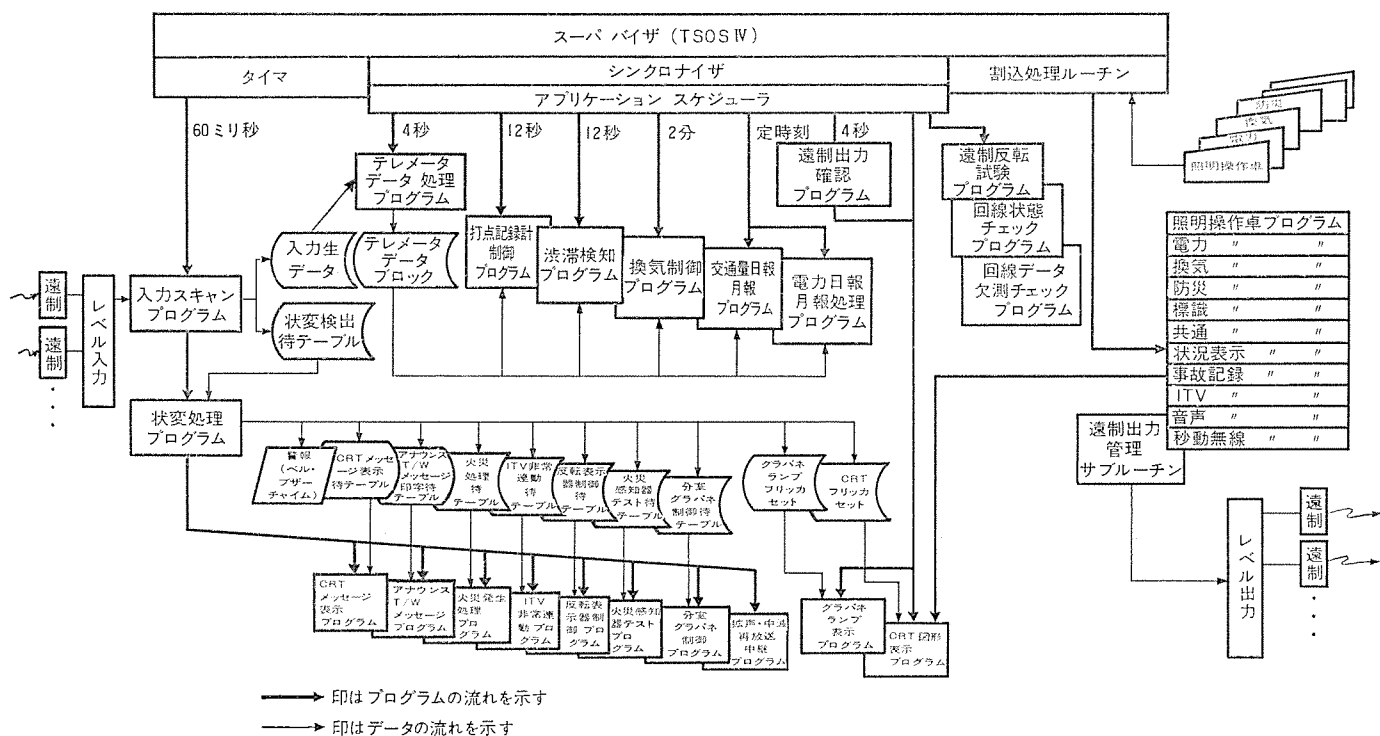 スーパ バイザ (TSOS Ⅳ)
タイマ
シンクロナイザ
割込処理ルーチン
アプリケーション スケジューラ
60ミリ秒
4秒
12秒
12秒
2分
定時刻
4秒
防災
換気
電力
照明操作卓
テレメータ
データ 処理
プログラム
遠制出力
確認
プログラム
遠制反転
試験
プログラム
回線状態
チェック
プログラム
回線データ
欠測チェック
プログラム
入力生
データ
テレメータ
データ
ブロック
打点記録計
制御
プログラム
渋滞検知
プログラム
換気制御
プログラム
交通量日報
月報
プログラム
電力日報
月報処理
プログラム
遠制
遠制
レベル入力
入力スキャン
プログラム
状変検出
待テーブル
状変処理
プログラム
照明操作卓プログラム
電力 〃 〃
換気 〃 〃
防災 〃 〃
標識 〃 〃
共通 〃 〃
状況表示 〃 〃
事故記録 〃 〃
ITV 〃 〃
音声 〃 〃
秒動無線 〃 〃
警報
(ベル・
ブザー
チャイム)
CRTメッセ
ージ表示
待テーブル
アナウンス
T/W
メッセージ
印字待
テーブル
火災
処理待
テーブル
ITV非常
連動
待
テーブル
反転表示
器制御待
テーブル
火災
感知器
テスト待
テーブル
分室
グラパネ
制御待
テーブル
グラパネ
ランプ
フリッカ
セット
CRT
フリッカ
セット
遠制出力
管理
サブルーチン
レベル出力
遠制
遠制
CRT
メッセージ
表示
プログラム
アナウンス
T/W
メッセージ
プログラム
火災発生
処理
プログラム
ITV
非常連
動プログ
ラム
反転表
示器制
御プロ
グラム
火災感知
器テスト
プログ
ラム
分室
グラパネ
制御
プログラム
拡声・中波
再放送
中継
プログラム
グラパネ
ランプ
表示
プログラム
CRT図形
表示
プログラム
印はプログラムの流れを示す
印はデータの流れを示す